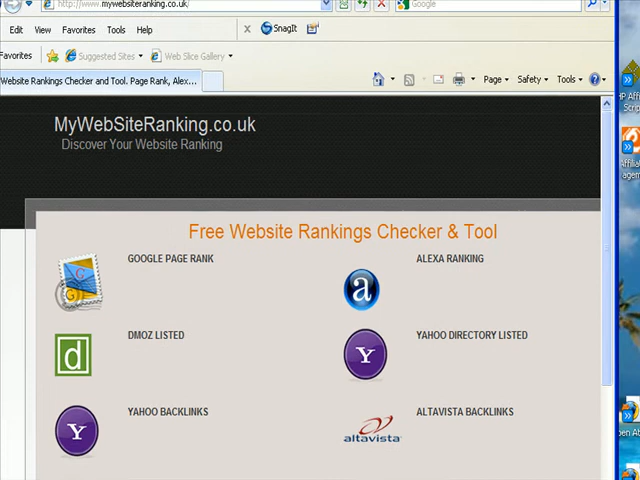 http://www.mywebsiteranking.co.uk/
Google
Edit View Favorites Tools Help
SnagIt
Favorites
Suggested Sites
Web Slice Gallery
Website Rankings Checker and Tool. Page Rank, Alex...
Page
Safety
Tools
MyWebSiteRanking.co.uk
Discover Your Website Ranking
Free Website Rankings Checker & Tool
GOOGLE PAGE RANK
ALEXA RANKING
G
G
a
DMOZ LISTED
YAHOO DIRECTORY LISTED
d
Y
YAHOO BACKLINKS
ALTAVISTA BACKLINKS
Y
altavista